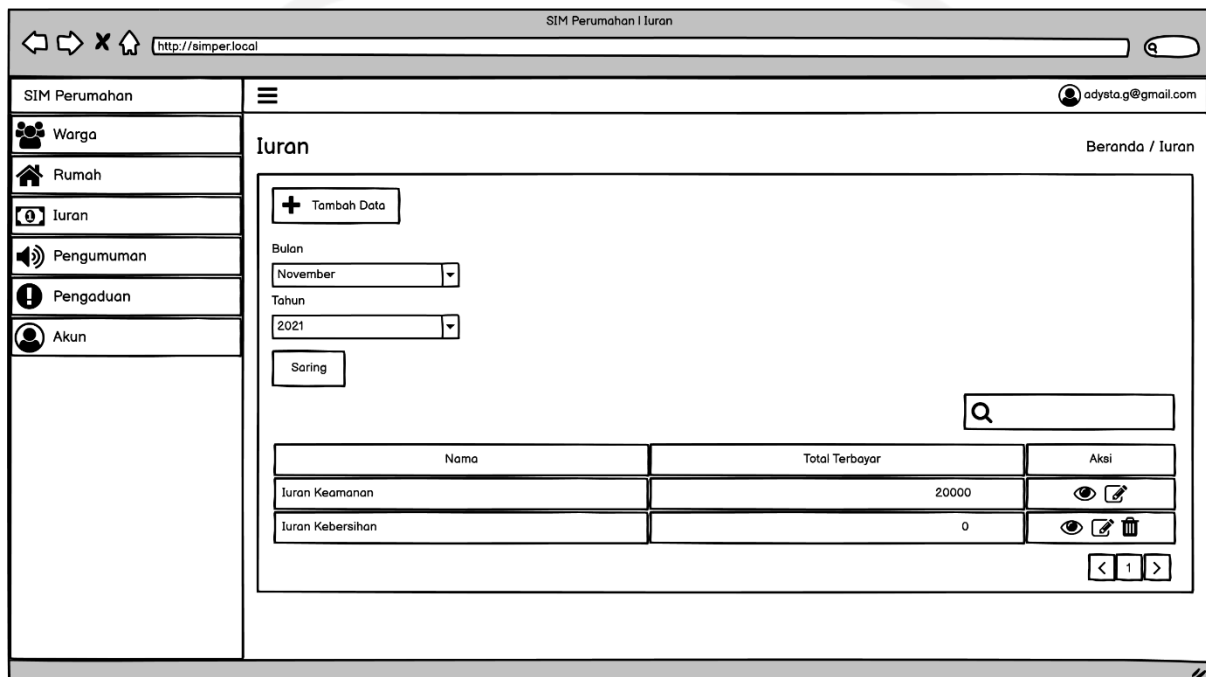 SIM Perumahan | Iuran
http://simper.local
SIM Perumahan
adysta.g@gmail.com
Warga
Rumah
Iuran
Pengumuman
Pengaduan
Akun
Iuran
Beranda / Iuran
Tambah Data
Bulan
November
Tahun
2021
Saring
Nama Total Terbayar Aksi
Iuran Keamanan 20000
Iuran Kebersihan 0
< 1 >